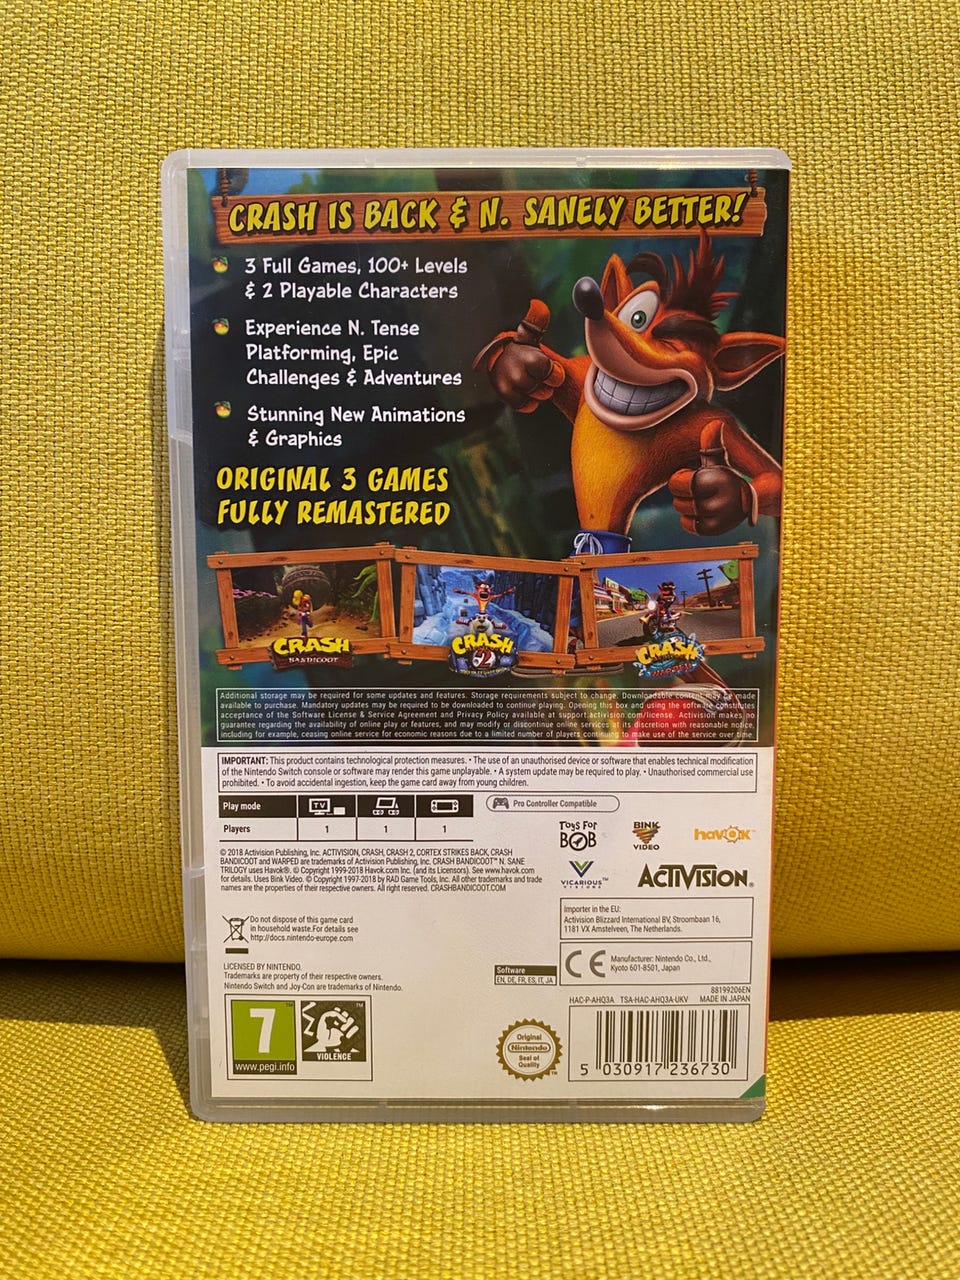 CRASH IS BACK & N. SANELY BETTER!
3 Full Games, 100+ Levels
& 2 Playable Characters
Experience N. Tense
Platforming, Epic
Challenges & Adventures
Stunning New Animations
& Graphics
ORIGINAL 3 GAMES
FULLY REMASTERED
CRASH
BANDICOOT
CRASH
2
CRASH
WARPED
Additional storage may be required for some updates and features. Storage requirements subject to change. Downloadable content may be made
available to purchase. Mandatory updates may be required to be downloaded to continue playing. Opening this box and using the software constitutes
acceptance of the Software License & Service Agreement and Privacy Policy available at support.activision.com/license. Activision makes no
guarantee regarding the availability of online play or features, and may modify or discontinue online services at its discretion with reasonable notice,
including for example, ceasing online service for economic reasons due to a limited number of players continuing to make use of the service over time.
IMPORTANT: This product contains technological protection measures. • The use of an unauthorised device or software that enables technical modification
of the Nintendo Switch console or software may render this game unplayable. • A system update may be required to play. • Unauthorised commercial use
prohibited. • To avoid accidental ingestion, keep the game card away from young children.
Play mode TV
Pro Controller Compatible
Players 1 1 1
© 2018 Activision Publishing, Inc. ACTIVISION, CRASH, CRASH 2, CORTEX STRIKES BACK, CRASH
BANDICOOT and WARPED are trademarks of Activision Publishing, Inc. CRASH BANDICOOT™ N. SANE
TRILOGY uses Havok®. © Copyright 1999-2018 Havok.com Inc. (and its Licensors). See www.havok.com
for details. Uses Bink Video. © Copyright 1997-2018 by RAD Game Tools, Inc. All other trademarks and trade
names are the properties of their respective owners. All right reserved. CRASHBANDICOOT.COM
Toys For
BOB
BINK
VIDEO
havok™
VICARIOUS™
VISIONS
ACTIVISION®
Do not dispose of this game card
in household waste.For details see
http://docs.nintendo-europe.com
Importer in the EU:
Activision Blizzard International BV, Stroombaan 16,
1181 VX Amstelveen, The Netherlands.
CE
Manufacturer: Nintendo Co., Ltd.,
Kyoto 601-8501, Japan
LICENSED BY NINTENDO.
Trademarks are property of their respective owners.
Nintendo Switch and Joy-Con are trademarks of Nintendo.
Software
EN, DE, FR, ES, IT, JA
88199206EN
HAC-P-AHQ3A TSA-HAC-AHQ3A-UKV MADE IN JAPAN
7
™
www.pegi.info
™
VIOLENCE
Original
Nintendo
Seal of
Quality
™
5 030917 236730